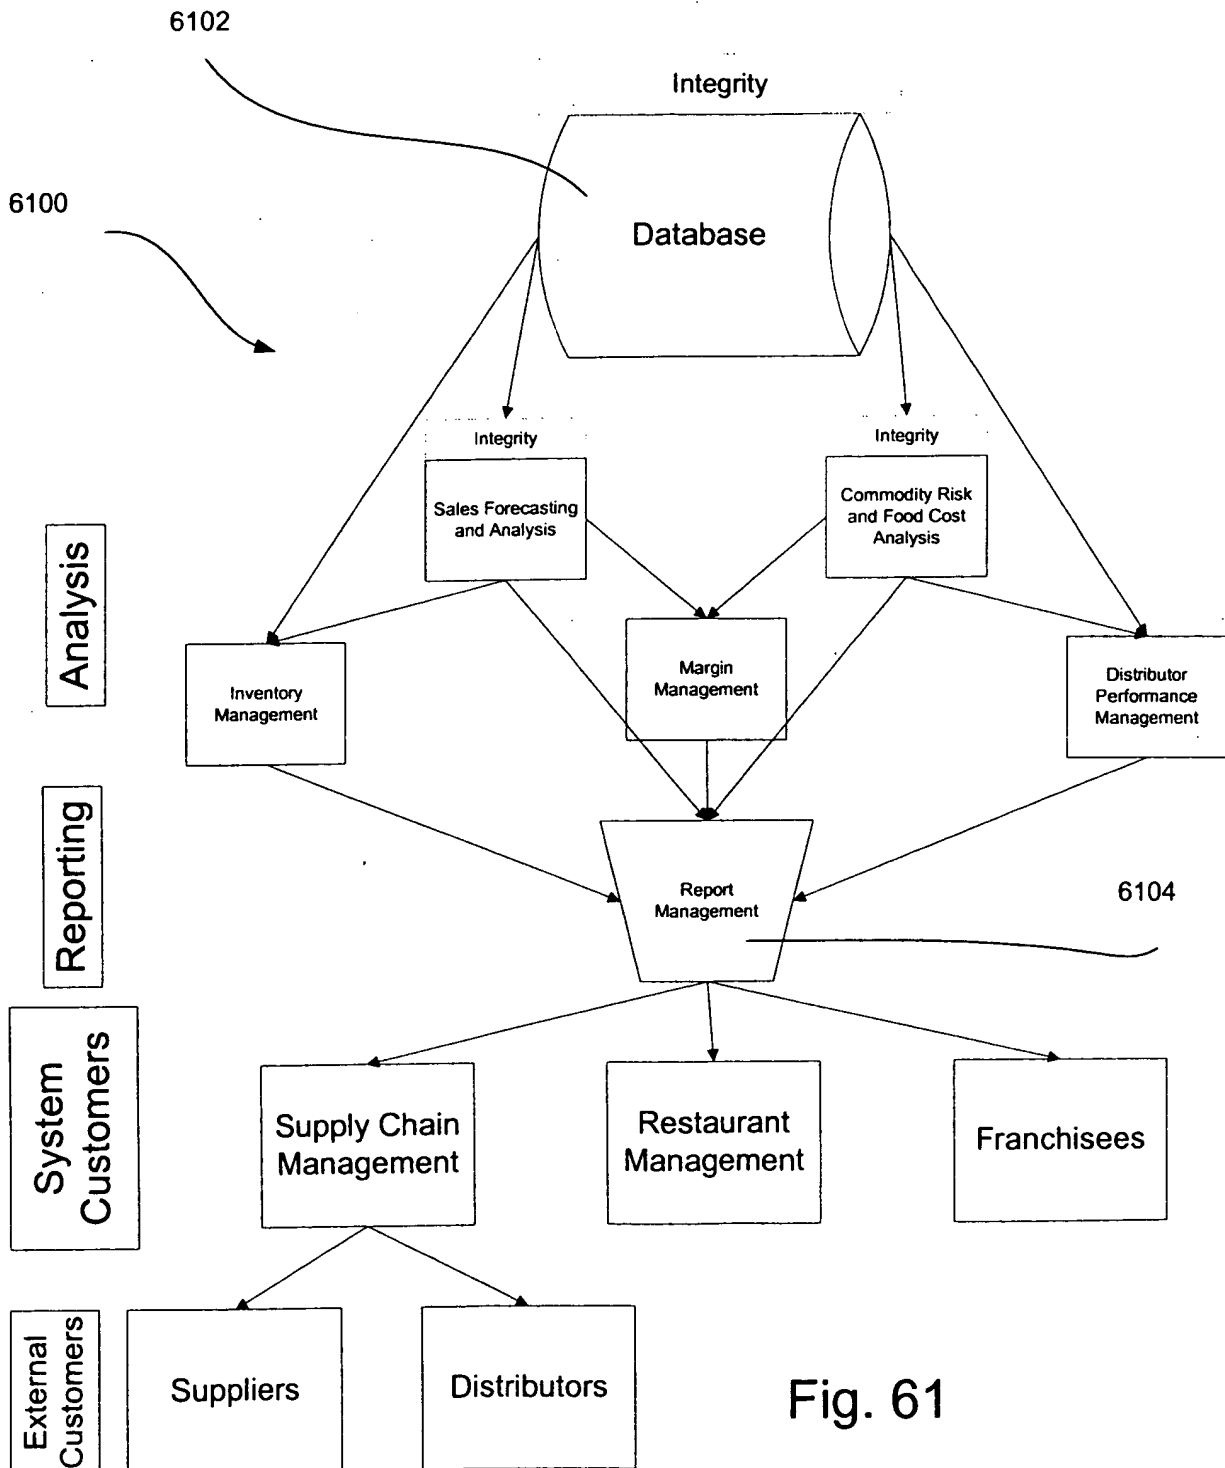 6102
Integrity
6100
Database
Integrity
Integrity
Sales Forecasting
and Analysis
Commodity Risk
and Food Cost
Analysis
Analysis
Inventory
Management
Margin
Management
Distributor
Performance
Management
Reporting
Report
Management
6104
System
Customers
Supply Chain
Management
Restaurant
Management
Franchisees
External
Customers
Suppliers
Distributors
Fig. 61